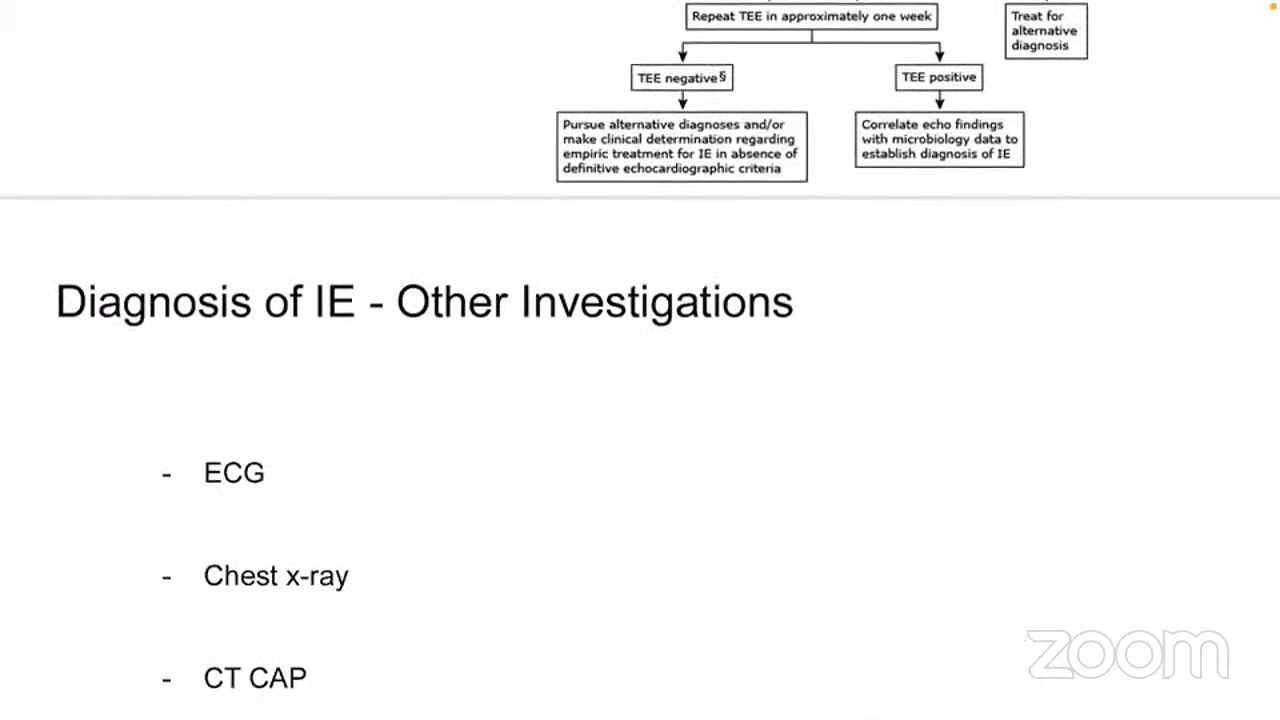 Repeat TEE in approximately one week
Treat for
alternative
diagnosis
TEE negative§
TEE positive
Pursue alternative diagnoses and/or
make clinical determination regarding
empiric treatment for IE in absence of
definitive echocardiographic criteria
Correlate echo findings
with microbiology data to
establish diagnosis of IE
Diagnosis of IE - Other Investigations
- ECG
- Chest x-ray
- CT CAP
zoom